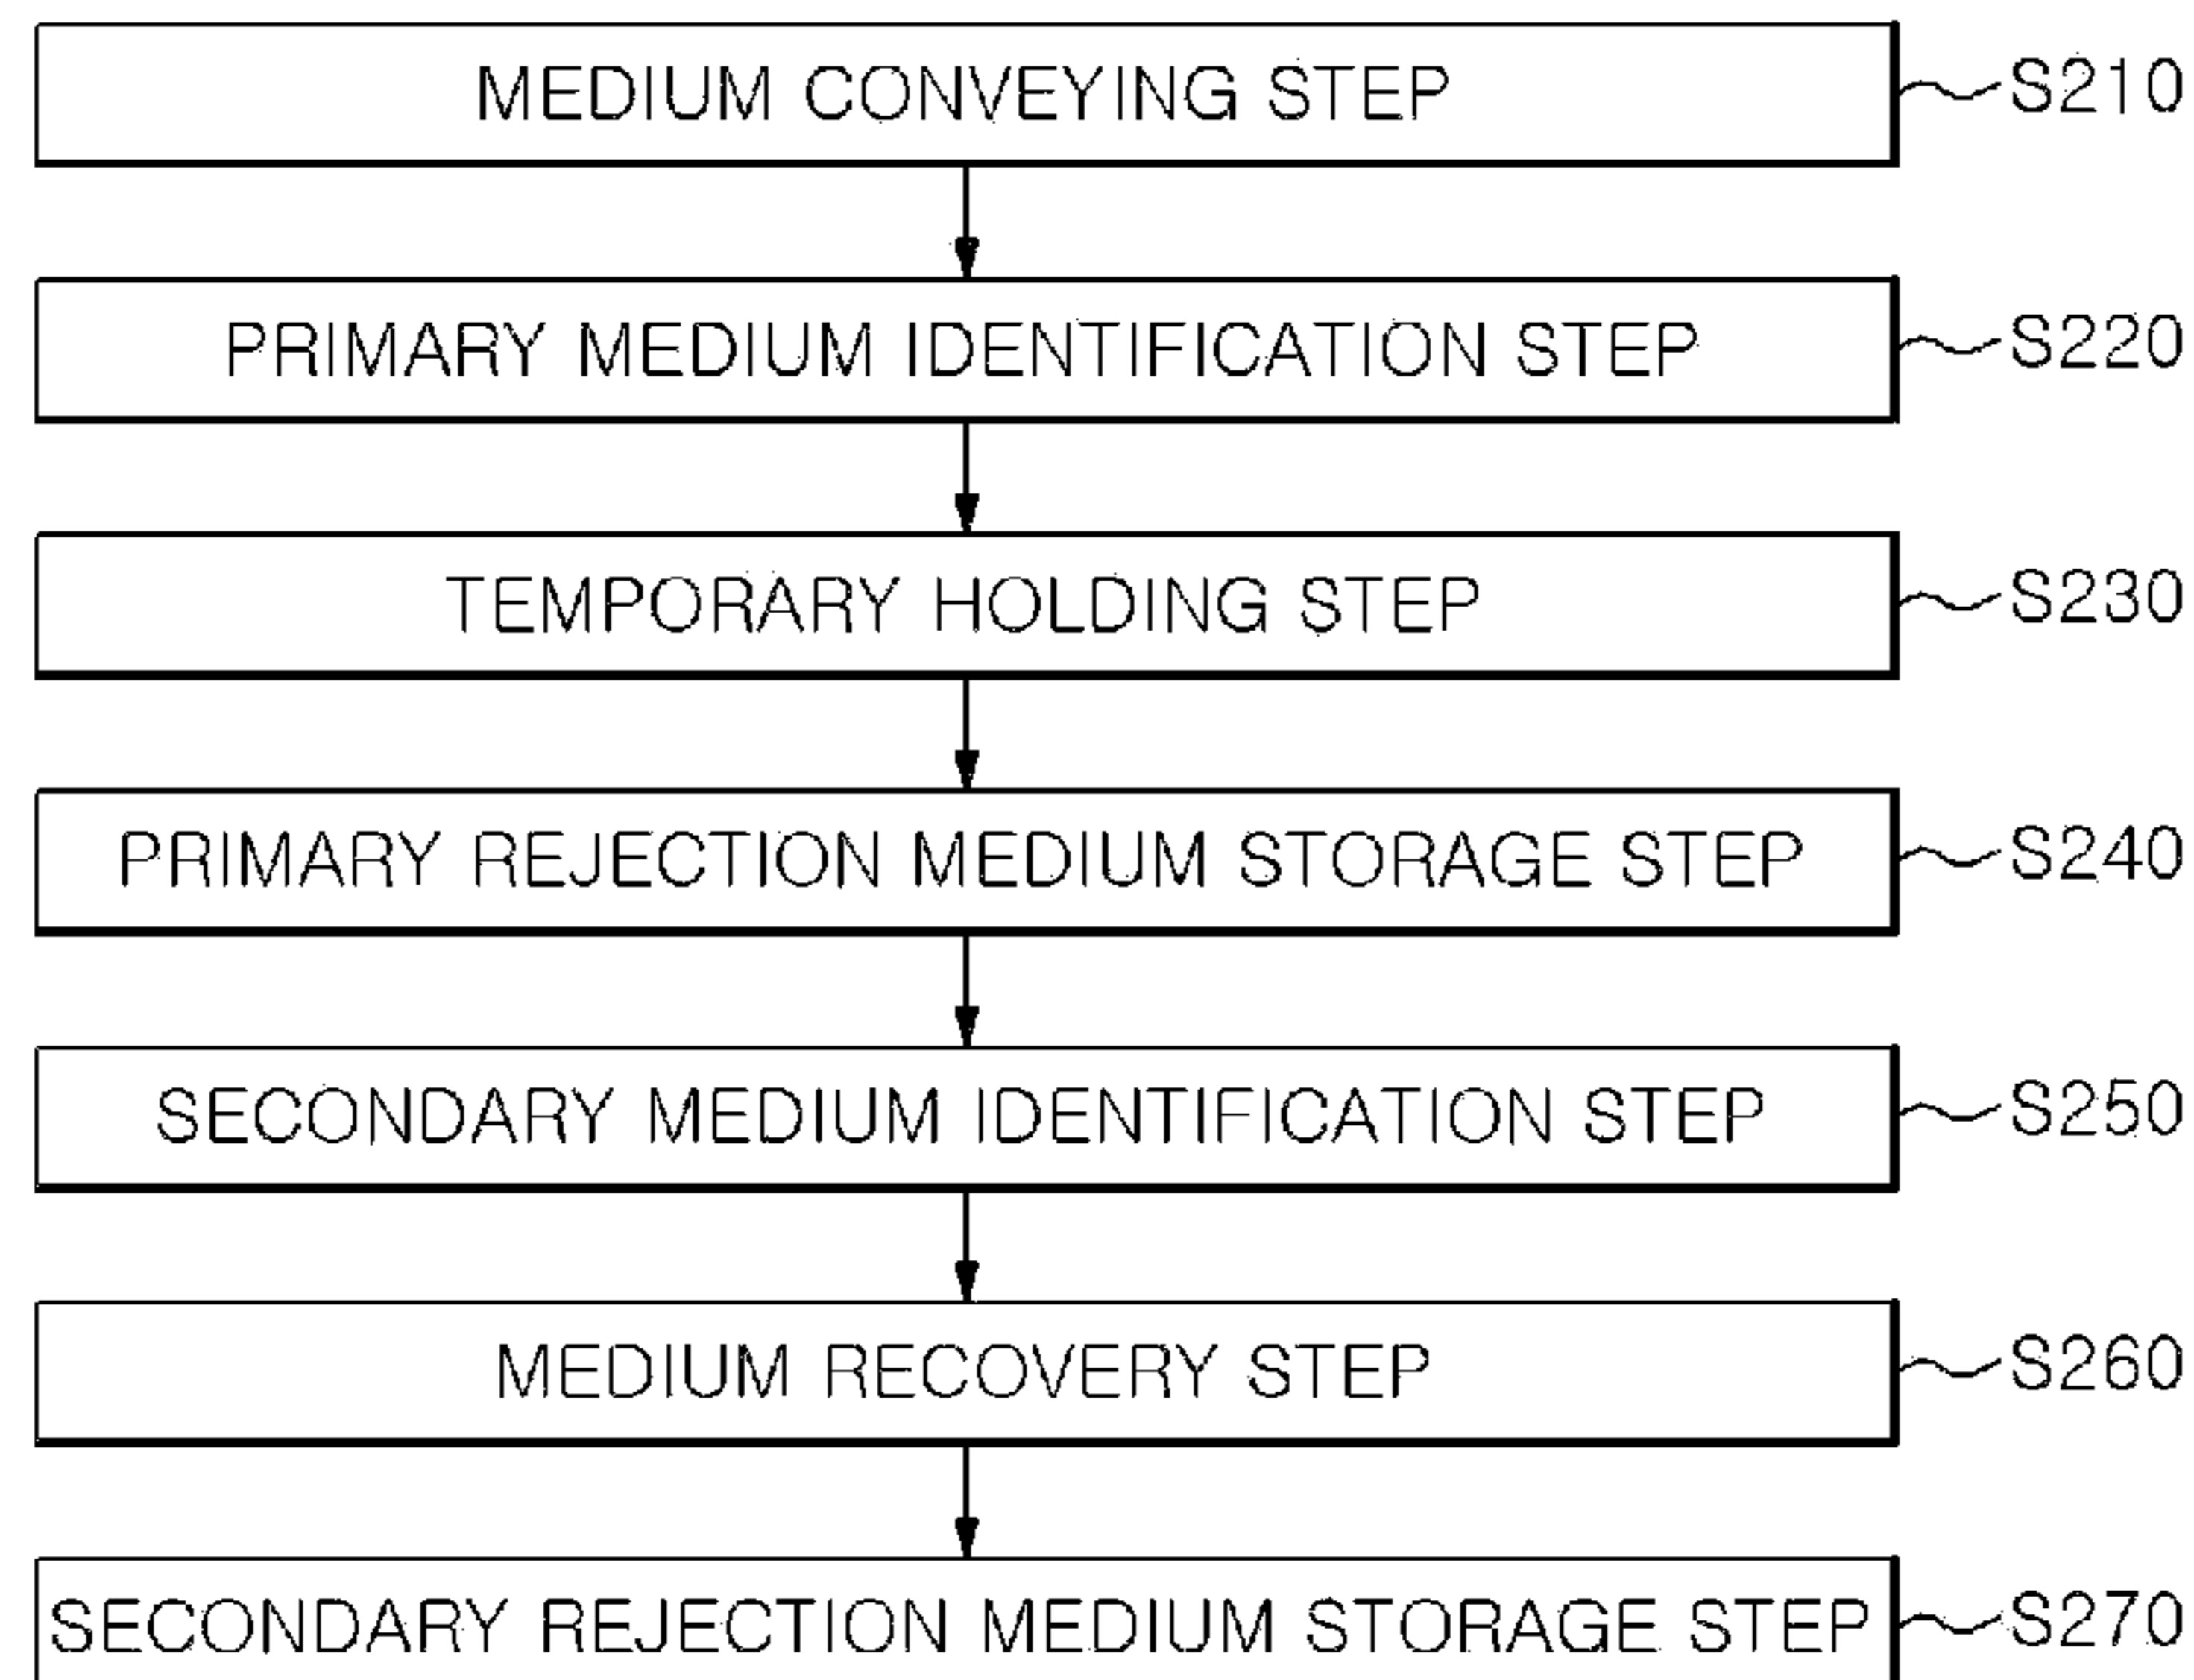 MEDIUM CONVEYING STEP S210
PRIMARY MEDIUM IDENTIFICATION STEP S220
TEMPORARY HOLDING STEP S230
PRIMARY REJECTION MEDIUM STORAGE STEP S240
SECONDARY MEDIUM IDENTIFICATION STEP S250
MEDIUM RECOVERY STEP S260
SECONDARY REJECTION MEDIUM STORAGE STEP S270